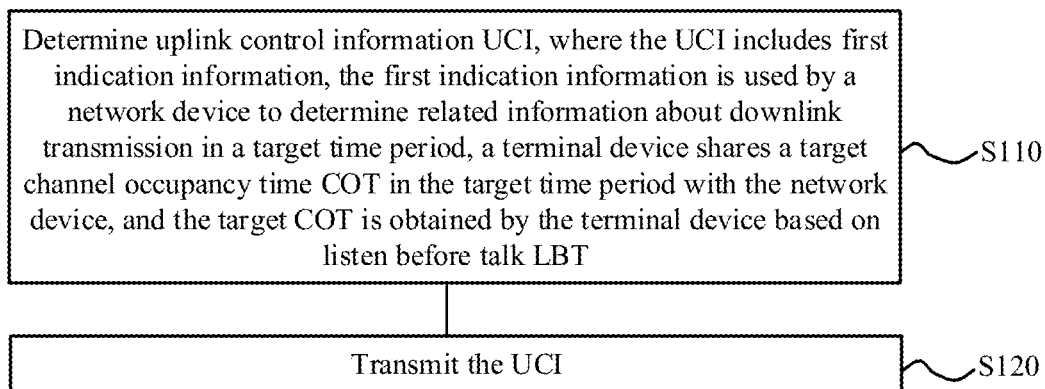 Determine uplink control information UCI, where the UCI includes first
indication information, the first indication information is used by a
network device to determine related information about downlink
transmission in a target time period, a terminal device shares a target
channel occupancy time COT in the target time period with the network
device, and the target COT is obtained by the terminal device based on
listen before talk LBT
S110
Transmit the UCI
S120